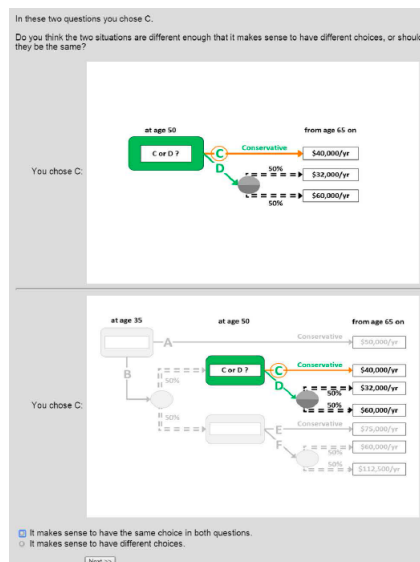 In these two questions you chose C.
Do you think the two situations are different enough that it makes sense to have different choices, or should
they be the same?
at age 50
from age 65 on
C or D ?
C
Conservative
$40,000/yr
D
50%
$32,000/yr
You chose C:
$60,000/yr
50%
at age 35
at age 50
from age 65 on
A
Conservative
$50,000/yr
B
50%
C or D ?
C
Conservative
$40,000/yr
D
50%
$32,000/yr
50%
$60,000/yr
You chose C:
50%
E
Conservative
$75,000/yr
F
50%
$60,000/yr
50%
$112,500/yr
It makes sense to have the same choice in both questions.
It makes sense to have different choices.
Next >>